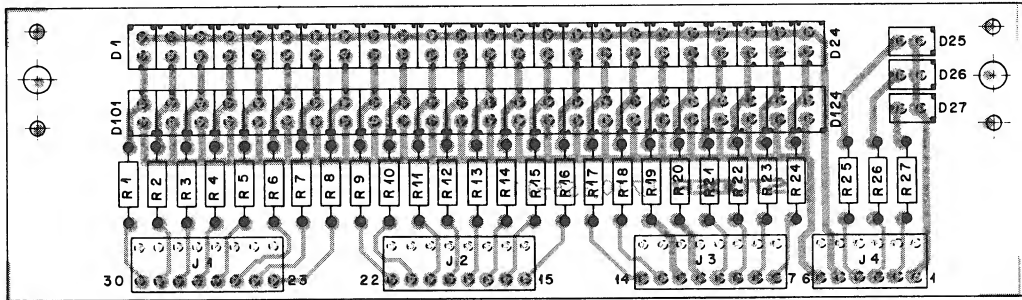 D1 D24 D25
D26
D101 D124 D27
R1 R2 R3 R4 R5 R6 R7 R8 R9 R10 R11 R12 R13 R14 R15 R16 R17 R18 R19 R20 R21 R22 R23 R24 R25 R26 R27
J1 J2 J3 J4
30 23 22 15 14 7 6 1